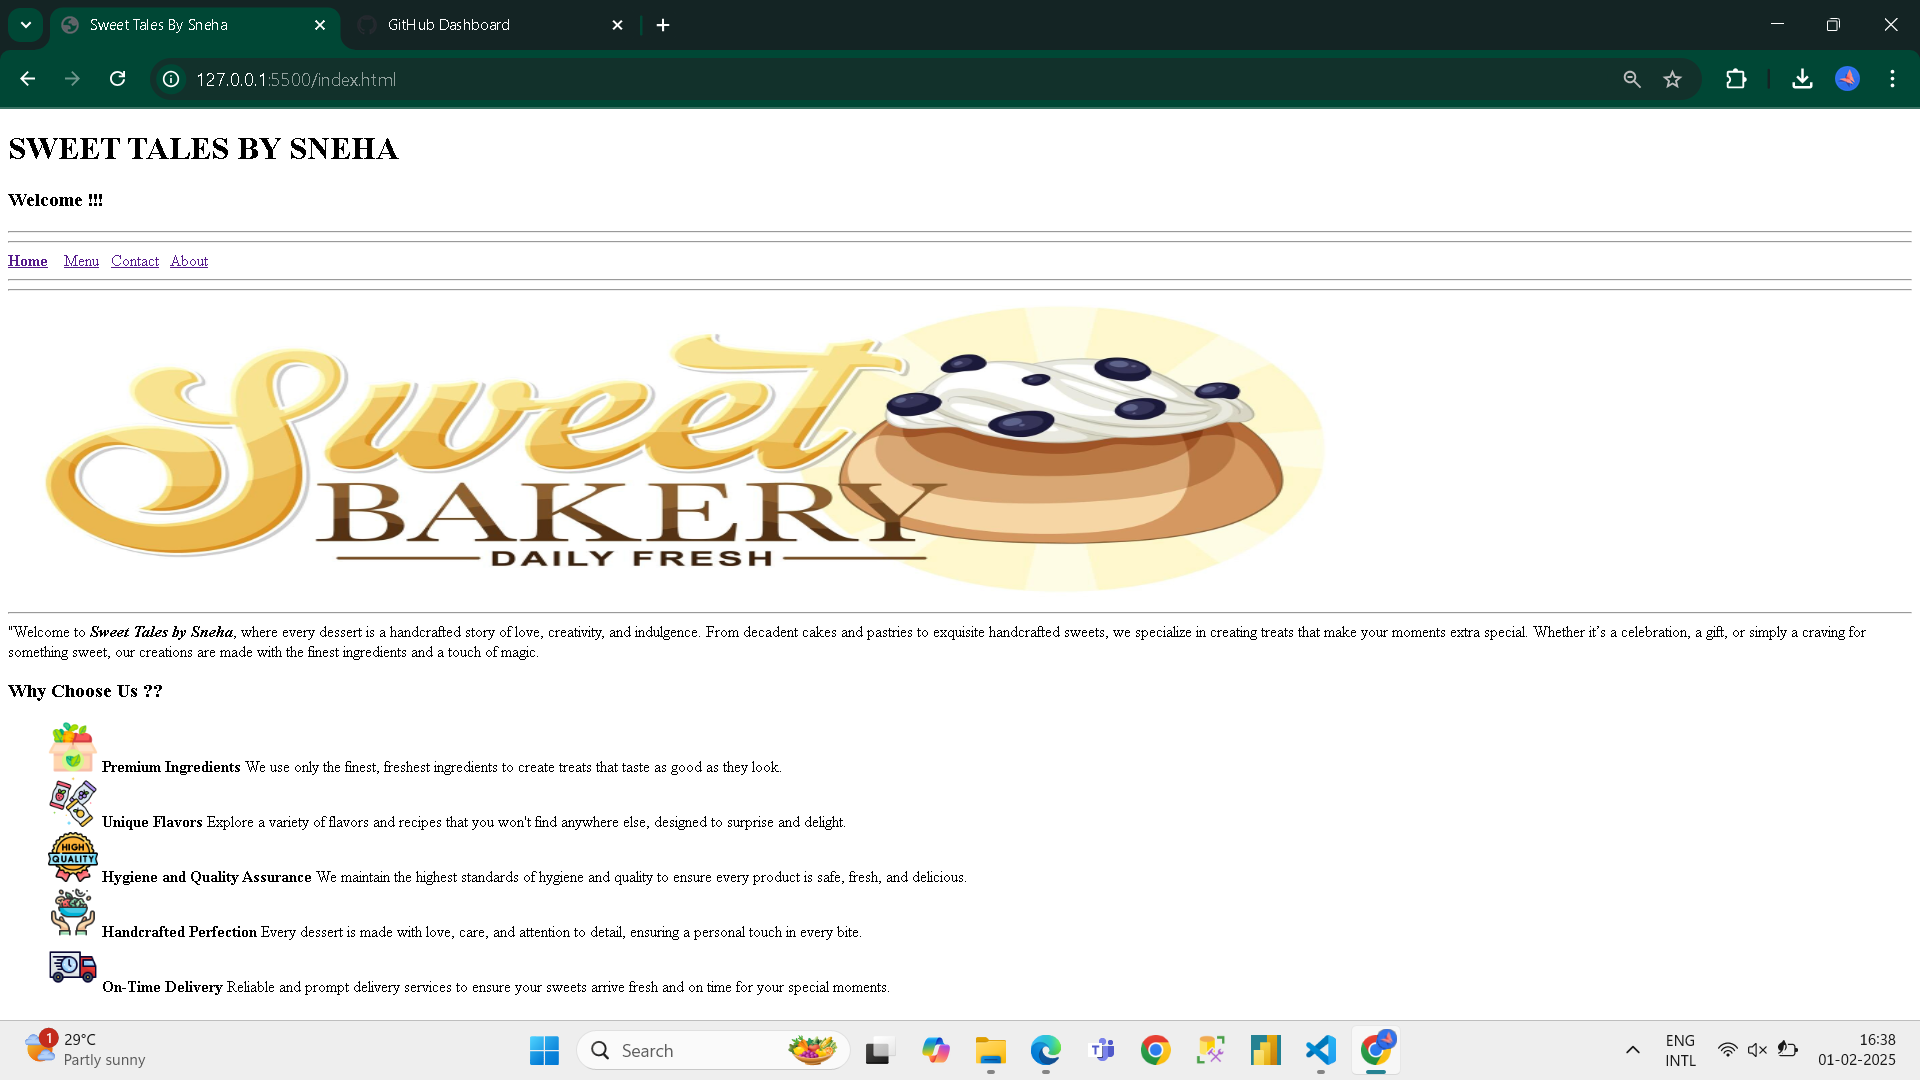 Sweet Tales By Sneha
GitHub Dashboard
127.0.0.1:5500/index.html
SWEET TALES BY SNEHA
Welcome !!!
Home Menu Contact About
Sweet
BAKERY
DAILY FRESH
"Welcome to Sweet Tales by Sneha, where every dessert is a handcrafted story of love, creativity, and indulgence. From decadent cakes and pastries to exquisite handcrafted sweets, we specialize in creating treats that make your moments extra special. Whether it’s a celebration, a gift, or simply a craving for
something sweet, our creations are made with the finest ingredients and a touch of magic.
Why Choose Us ??
Premium Ingredients We use only the finest, freshest ingredients to create treats that taste as good as they look.
Unique Flavors Explore a variety of flavors and recipes that you won't find anywhere else, designed to surprise and delight.
HIGH
QUALITY
Hygiene and Quality Assurance We maintain the highest standards of hygiene and quality to ensure every product is safe, fresh, and delicious.
Handcrafted Perfection Every dessert is made with love, care, and attention to detail, ensuring a personal touch in every bite.
On-Time Delivery Reliable and prompt delivery services to ensure your sweets arrive fresh and on time for your special moments.
1
29°C
Partly sunny
Search
ENG
INTL
16:38
01-02-2025